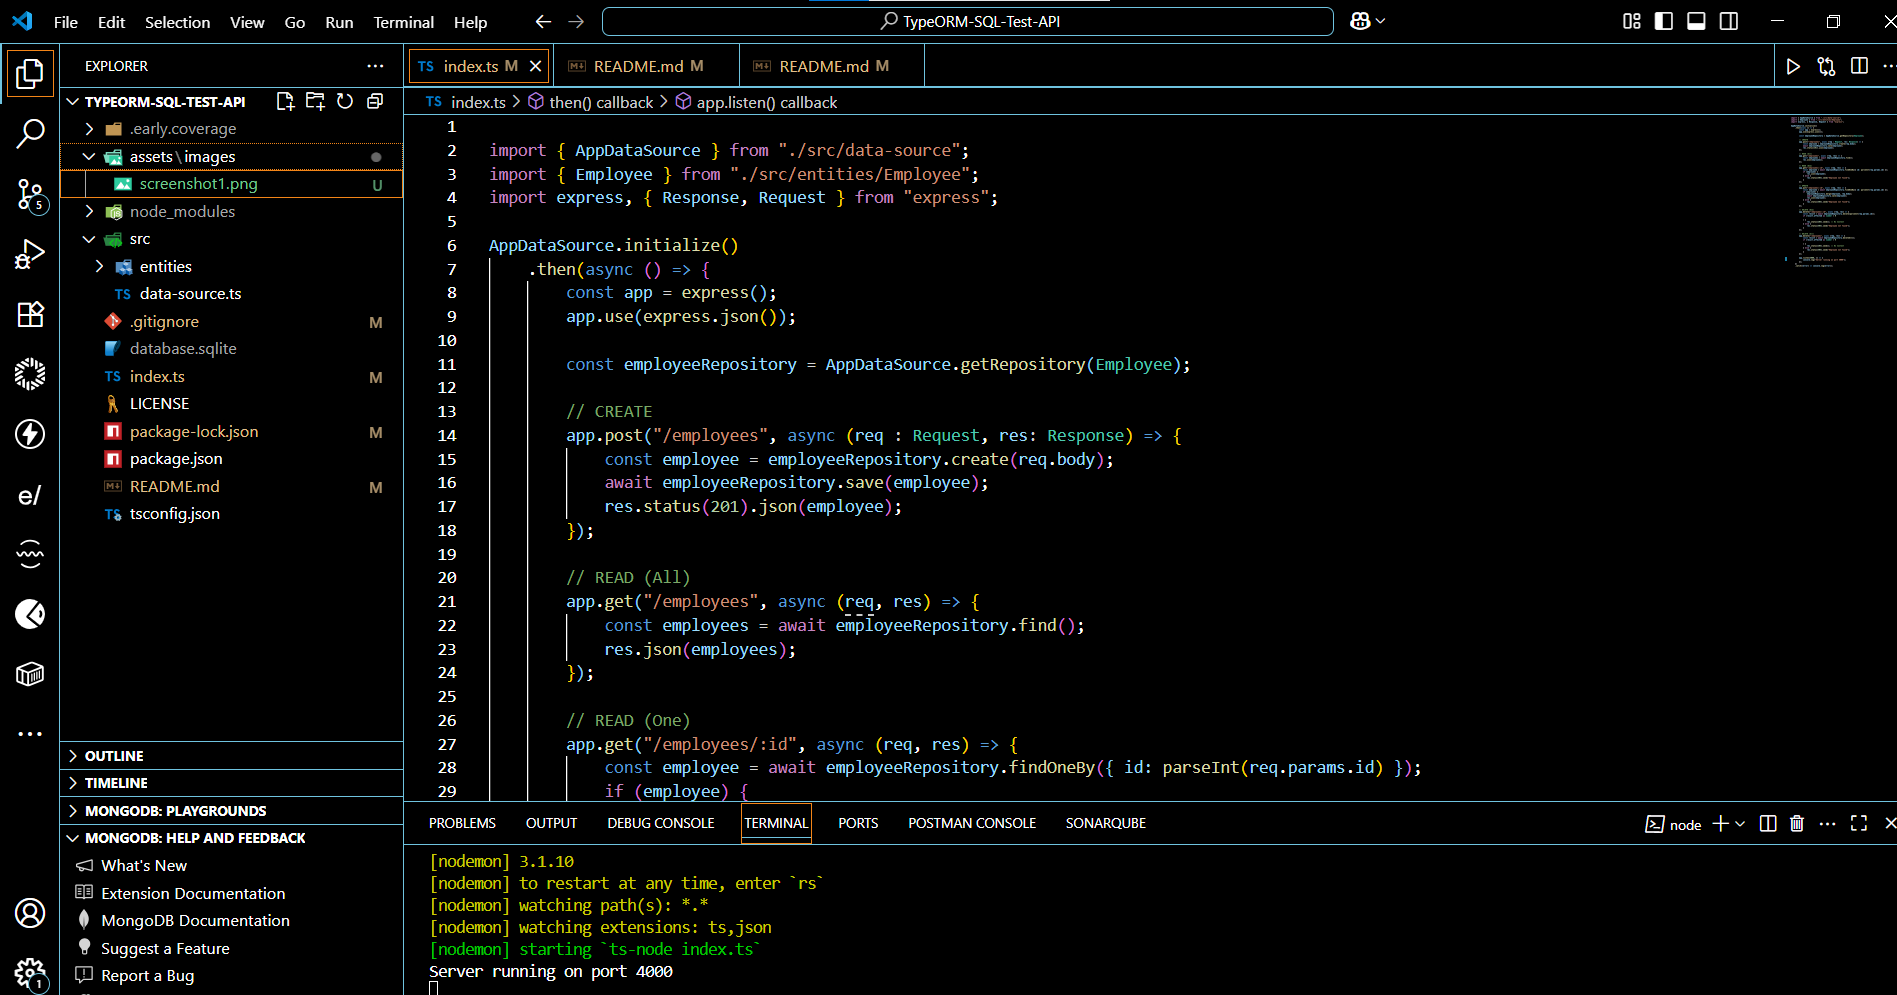 File Edit Selection View Go Run Terminal Help
TypeORM-SQL-Test-API
EXPLORER
TYPEORM-SQL-TEST-API
.early.coverage
assets\images
screenshot1.png U
node_modules
src
entities
TS data-source.ts
.gitignore M
database.sqlite
TS index.ts M
LICENSE
package-lock.json M
package.json
README.md M
TS tsconfig.json
OUTLINE
TIMELINE
MONGODB: PLAYGROUNDS
MONGODB: HELP AND FEEDBACK
What's New
Extension Documentation
MongoDB Documentation
Suggest a Feature
Report a Bug
5
e/
1
TS index.ts M
README.md M
README.md M
TS index.ts > then() callback > app.listen() callback
1
2 import { AppDataSource } from "./src/data-source";
3 import { Employee } from "./src/entities/Employee";
4 import express, { Response, Request } from "express";
5
6 AppDataSource.initialize()
7 .then(async () => {
8 const app = express();
9 app.use(express.json());
10
11 const employeeRepository = AppDataSource.getRepository(Employee);
12
13 // CREATE
14 app.post("/employees", async (req : Request, res: Response) => {
15 const employee = employeeRepository.create(req.body);
16 await employeeRepository.save(employee);
17 res.status(201).json(employee);
18 });
19
20 // READ (All)
21 app.get("/employees", async (req, res) => {
22 const employees = await employeeRepository.find();
23 res.json(employees);
24 });
25
26 // READ (One)
27 app.get("/employees/:id", async (req, res) => {
28 const employee = await employeeRepository.findOneBy({ id: parseInt(req.params.id) });
29 if (employee) {
PROBLEMS OUTPUT DEBUG CONSOLE TERMINAL PORTS POSTMAN CONSOLE SONARQUBE
node
[nodemon] 3.1.10
[nodemon] to restart at any time, enter `rs`
[nodemon] watching path(s): *.*
[nodemon] watching extensions: ts,json
[nodemon] starting `ts-node index.ts`
Server running on port 4000